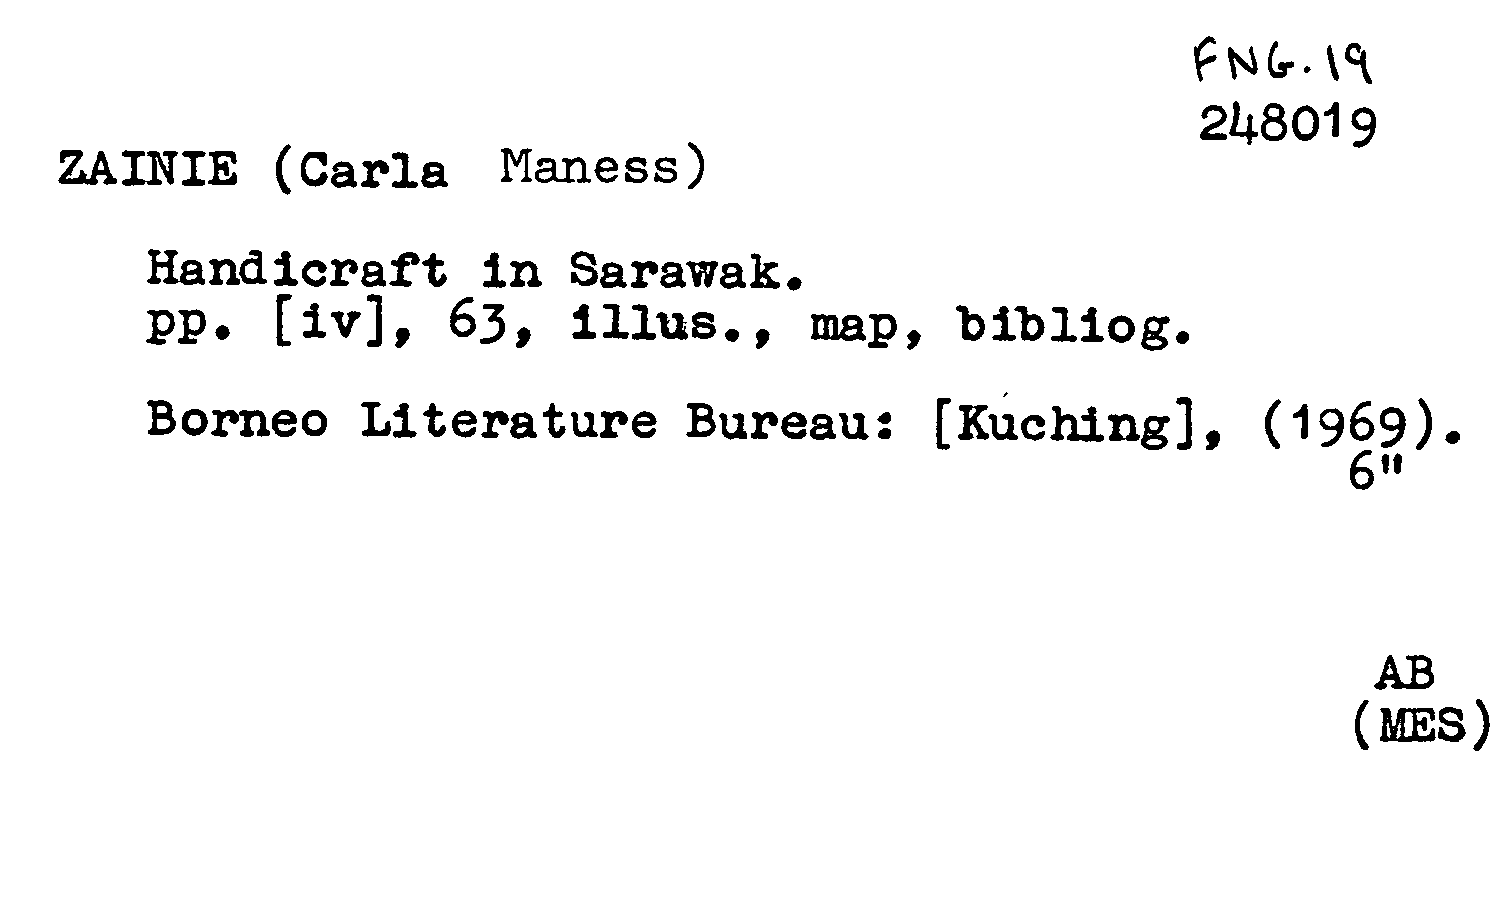 FNG.19
248019
ZAINIE (Carla Maness)
Handicraft in Sarawak.
pp. [iv], 63, illus., map, bibliog.
Borneo Literature Bureau: [Kuching], (1969).
6"
AB
(MES)